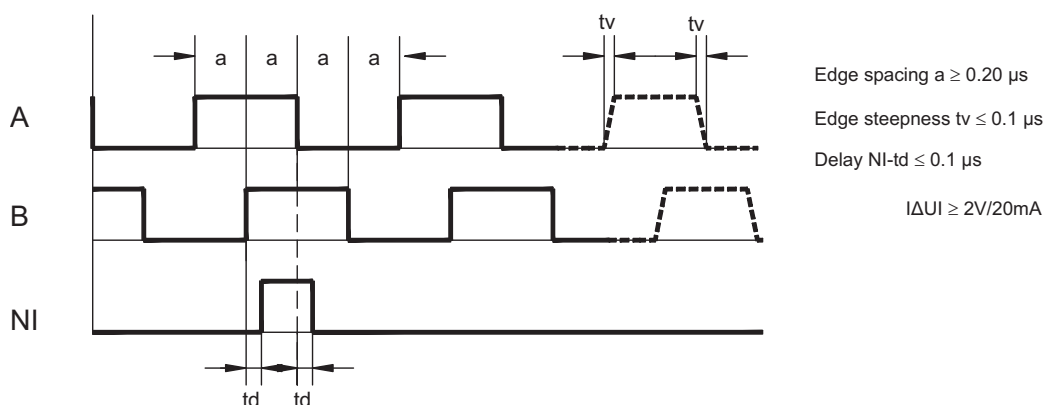 tv tv
a a a a
Edge spacing a ≥ 0.20 µs
A
Edge steepness tv ≤ 0.1 µs
Delay NI-td ≤ 0.1 µs
B
IΔUI ≥ 2V/20mA
NI
td td